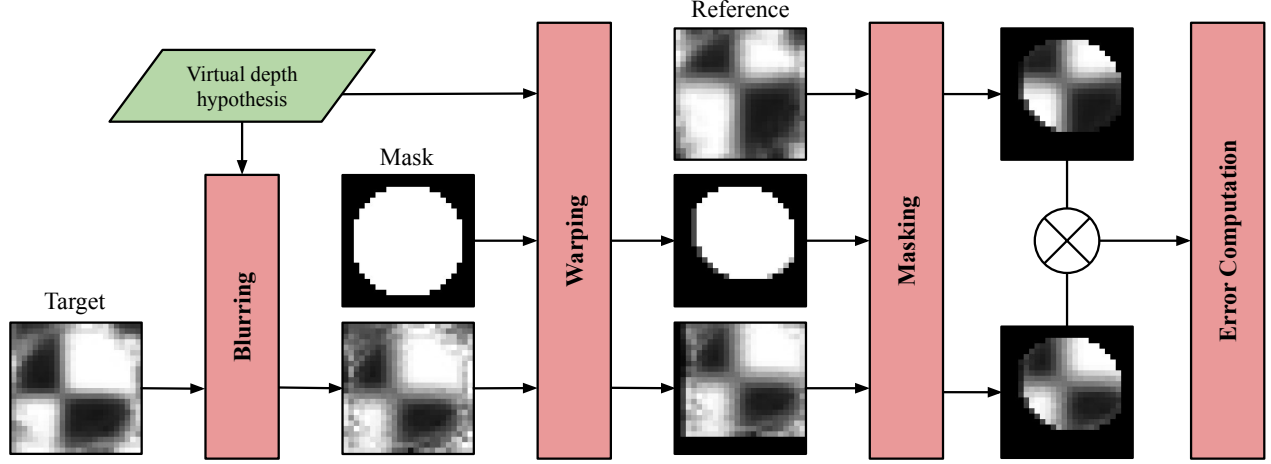 Reference
Virtual depth
hypothesis
Mask
Target
Blurring
Warping
Masking
Error Computation